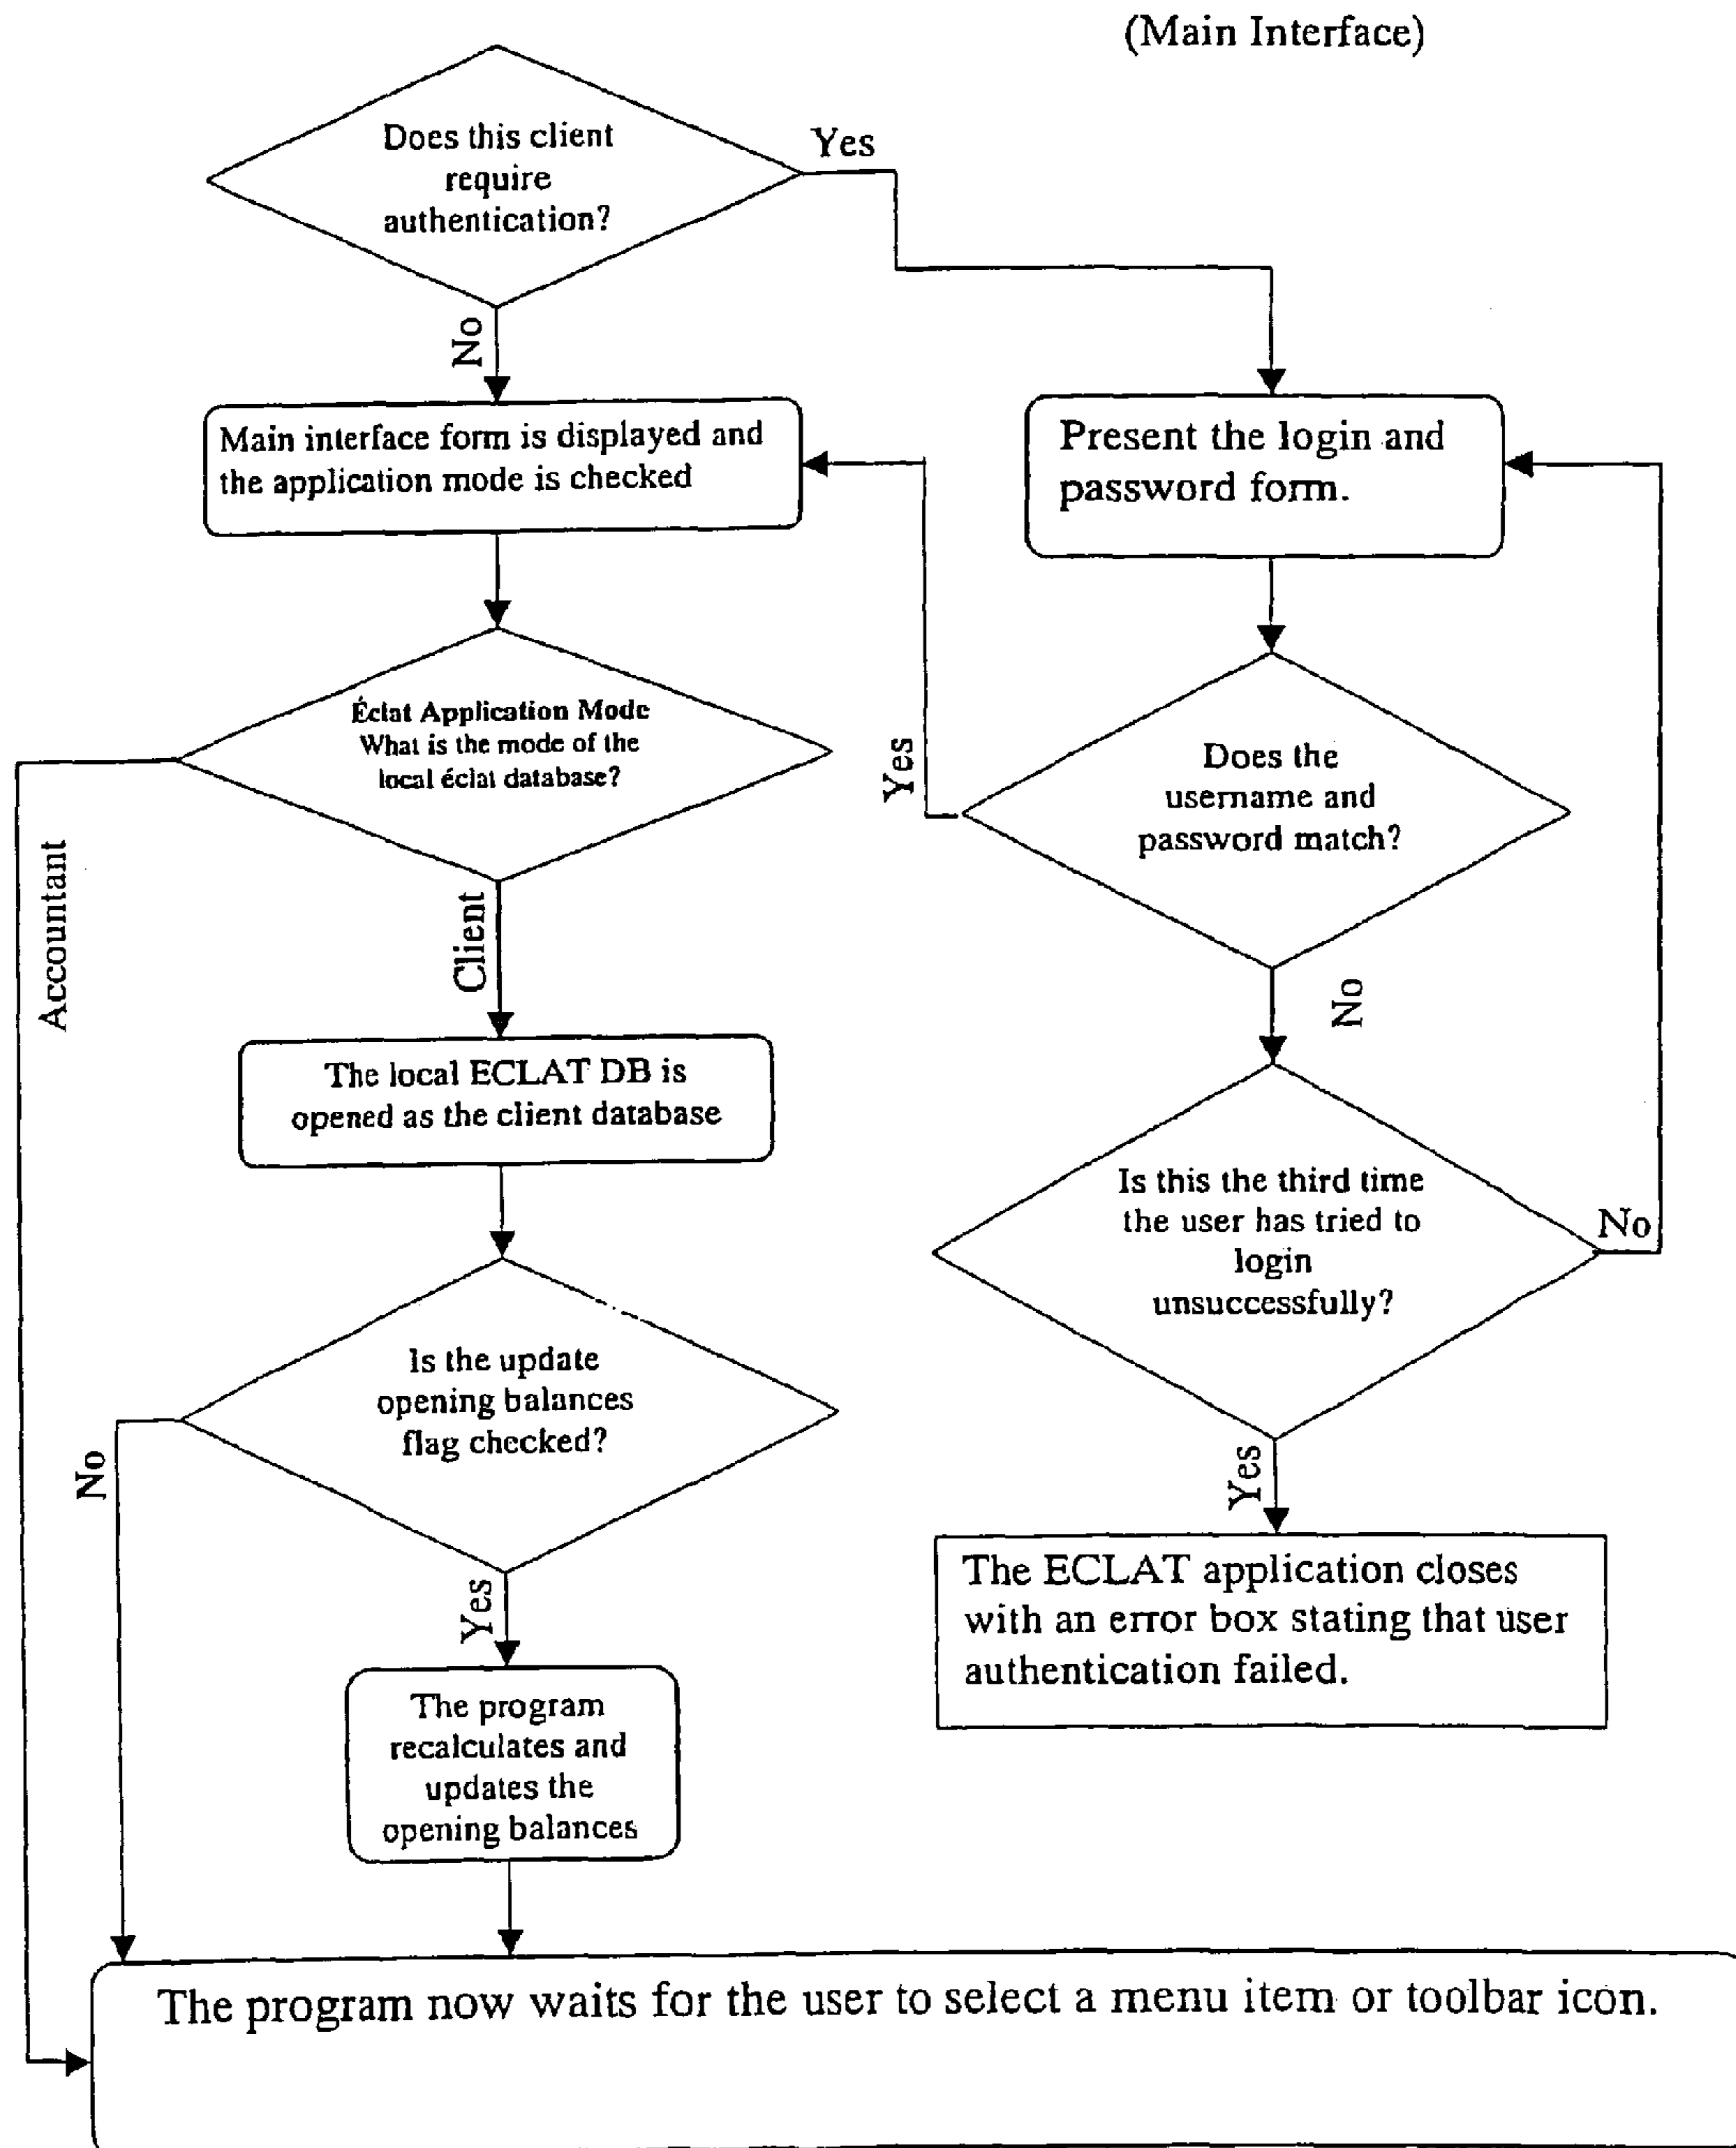 (Main Interface)
Does this client
require
authentication?
Yes
No
Main interface form is displayed and
the application mode is checked
Present the login and
password form.
Éclat Application Mode
What is the mode of the
local éclat database?
Yes
Does the
username and
password match?
Accountant
Client
No
The local ECLAT DB is
opened as the client database
Is this the third time
the user has tried to
login
unsuccessfully?
No
Is the update
opening balances
flag checked?
No
Yes
Yes
The ECLAT application closes
with an error box stating that user
authentication failed.
The program
recalculates and
updates the
opening balances
The program now waits for the user to select a menu item or toolbar icon.